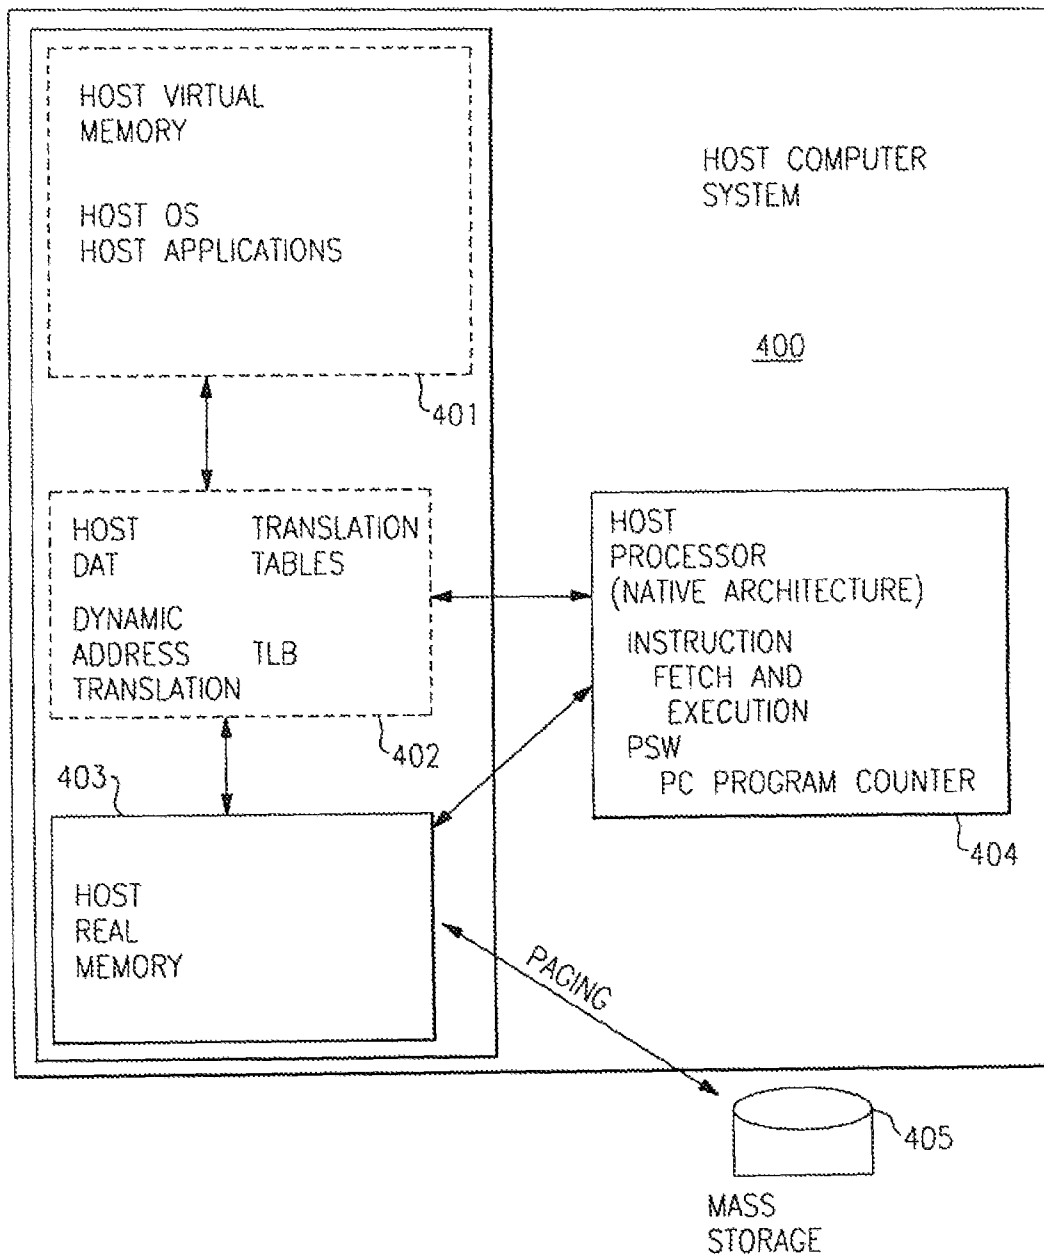 HOST VIRTUAL
MEMORY
HOST OS
HOST APPLICATIONS
401
HOST COMPUTER
SYSTEM
400
HOST TRANSLATION
DAT TABLES
DYNAMIC
ADDRESS TLB
TRANSLATION
402
HOST
PROCESSOR
(NATIVE ARCHITECTURE)
INSTRUCTION
FETCH AND
EXECUTION
PSW
PC PROGRAM COUNTER
404
403
HOST
REAL
MEMORY
PAGING
405
MASS
STORAGE